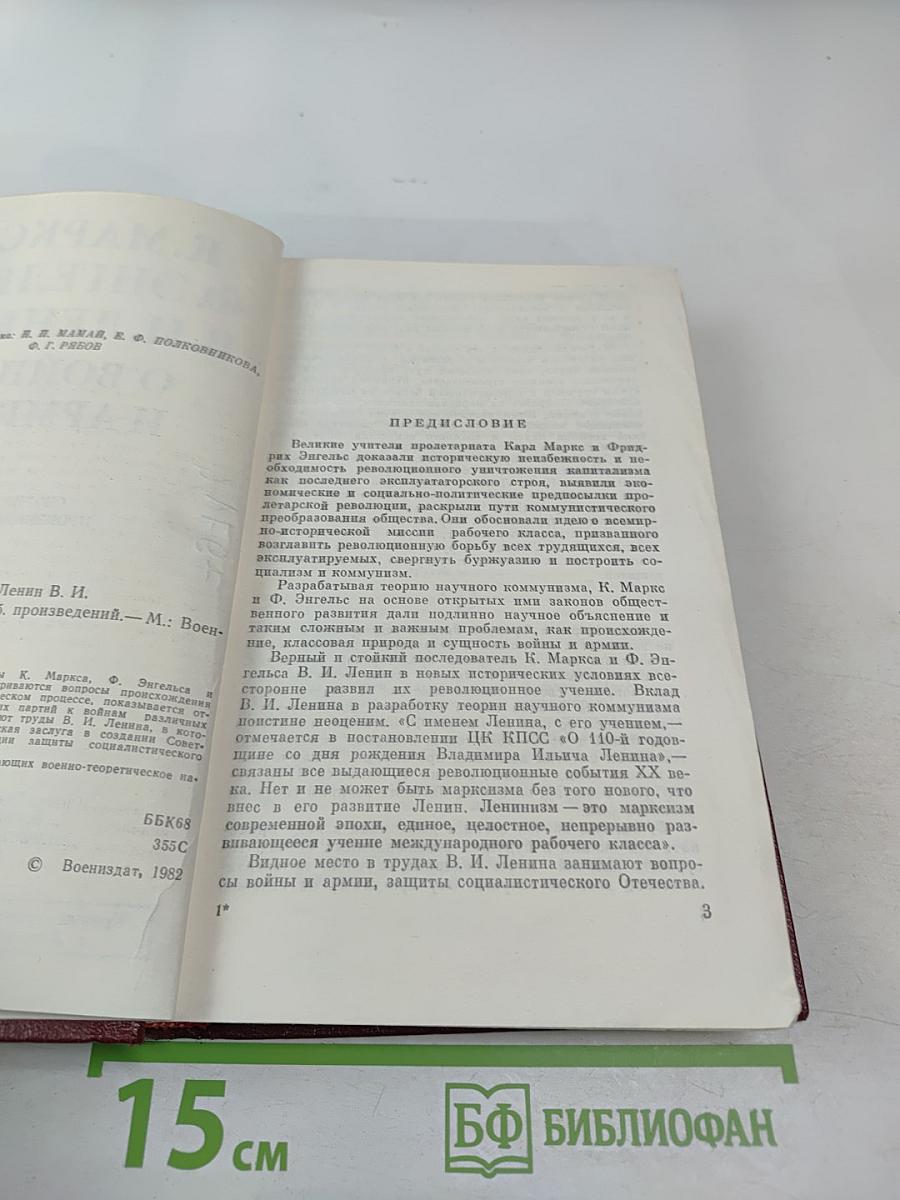 Н. П. МАМАЙ, Е. Ф. ПОЛКОВНИКОВА,
Ф. Г. РЯБОВ
Ленин В. И.
б. произведений.— М.: Воен-
ы К. Маркса, Ф. Энгельса и
риваются вопросы происхождения
ческом процессе, показывается от-
их партий к войнам различных
ют труды В. И. Ленина, в кото-
ская заслуга в создании Совет-
ции защиты социалистического
ающих военно-теоретическое на-
ББК68
355С
© Воениздат, 1982
ПРЕДИСЛОВИЕ
Великие учители пролетариата Карл Маркс и Фрид-
рих Энгельс доказали историческую неизбежность и не-
обходимость революционного уничтожения капитализма
как последнего эксплуататорского строя, выявили эко-
номические и социально-политические предпосылки про-
летарской революции, раскрыли пути коммунистического
преобразования общества. Они обосновали идею о всемир-
но-исторической миссии рабочего класса, призванного
возглавить революционную борьбу всех трудящихся, всех
эксплуатируемых, свергнуть буржуазию и построить со-
циализм и коммунизм.
Разрабатывая теорию научного коммунизма, К. Маркс
и Ф. Энгельс на основе открытых ими законов общест-
венного развития дали подлинно научное объяснение и
таким сложным и важным проблемам, как происхожде-
ние, классовая природа и сущность войны и армии.
Верный и стойкий последователь К. Маркса и Ф. Эн-
гельса В. И. Ленин в новых исторических условиях все-
сторонне развил их революционное учение. Вклад
В. И. Ленина в разработку теории научного коммунизма
поистине неоценим. «С именем Ленина, с его учением,—
отмечается в постановлении ЦК КПСС «О 110-й годов-
щине со дня рождения Владимира Ильича Ленина»,—
связаны все выдающиеся революционные события XX ве-
ка. Нет и не может быть марксизма без того нового, что
внес в его развитие Ленин. Ленинизм — это марксизм
современной эпохи, единое, целостное, непрерывно раз-
вивающееся учение международного рабочего класса».
Видное место в трудах В. И. Ленина занимают вопро-
сы войны и армии, защиты социалистического Отечества.
1*
3
15 см
БФ БИБЛИОФАН